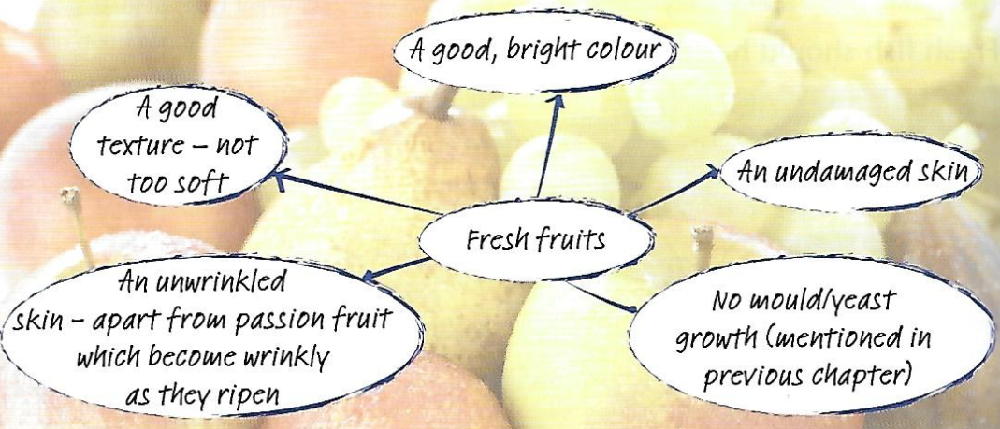 A good, bright colour
A good
texture – not
too soft
An undamaged skin
Fresh fruits
An unwrinkled
skin – apart from passion fruit
which become wrinkly
as they ripen
No mould/yeast
growth (mentioned in
previous chapter)